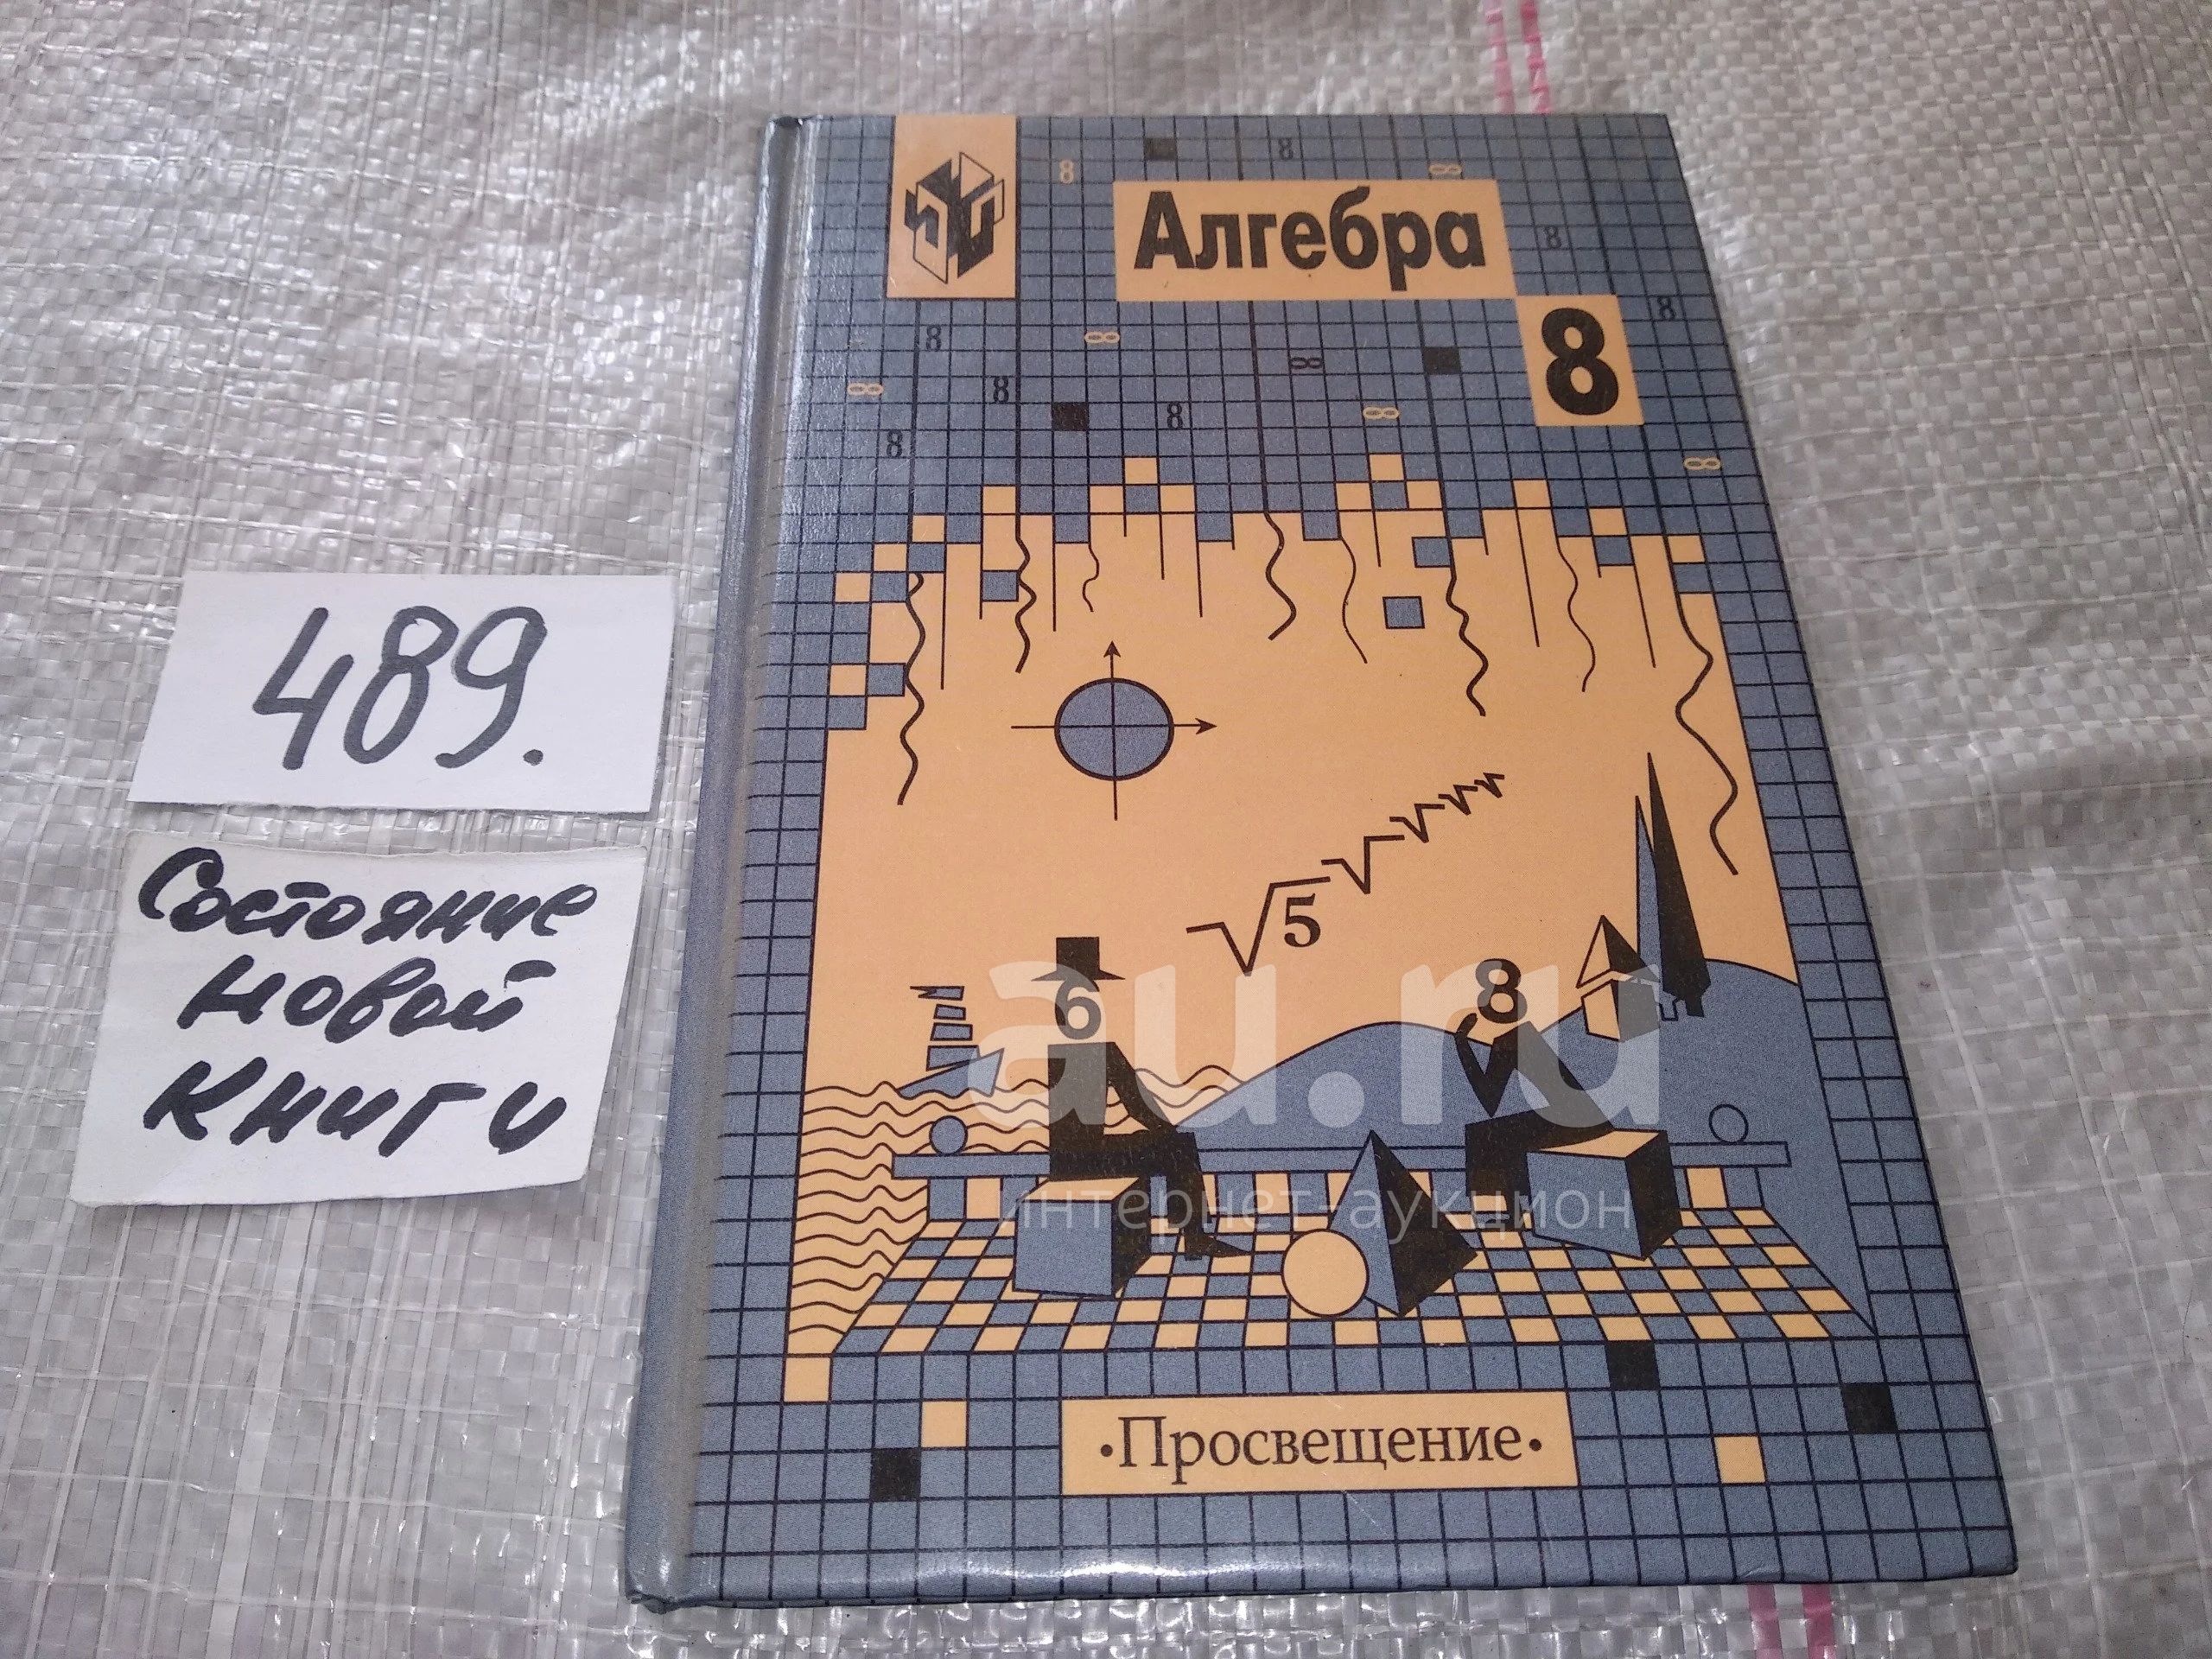 Алгебра
8
489.
Состояние
новой
книги
√5
6
8
au.ru
интернет-аукцион
•Просвещение•